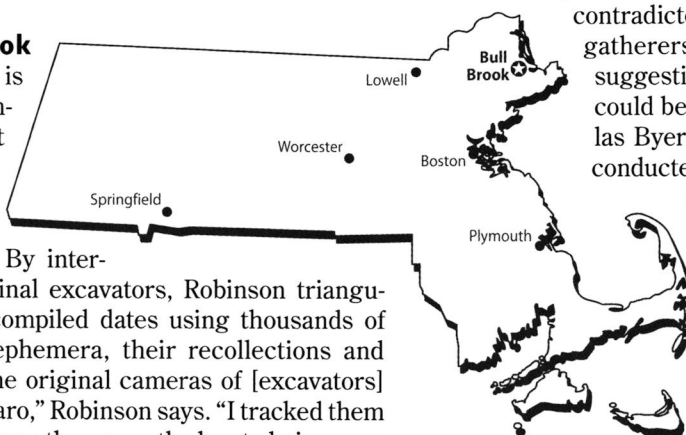 ook
is
n-
t
By inter-
inal excavators, Robinson triangu-
compiled dates using thousands of
ephemera, their recollections and
ne original cameras of [excavators]
aro,” Robinson says. “I tracked them
Lowell
Bull
Brook
Worcester
Boston
Springfield
Plymouth
contradicte
gatherers
suggesti
could be
las Byer
conducte